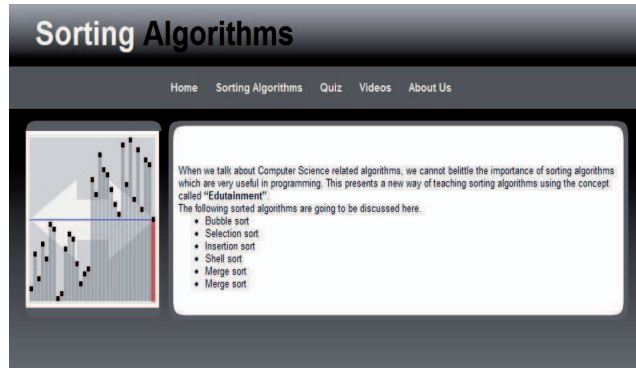 Sorting Algorithms
Home Sorting Algorithms Quiz Videos About Us
When we talk about Computer Science related algorithms, we cannot belittle the importance of sorting algorithms
which are very useful in programming. This presents a new way of teaching sorting algorithms using the concept
called “Edutainment”.
The following sorted algorithms are going to be discussed here.
• Bubble sort
• Selection sort
• Insertion sort
• Shell sort
• Merge sort
• Merge sort